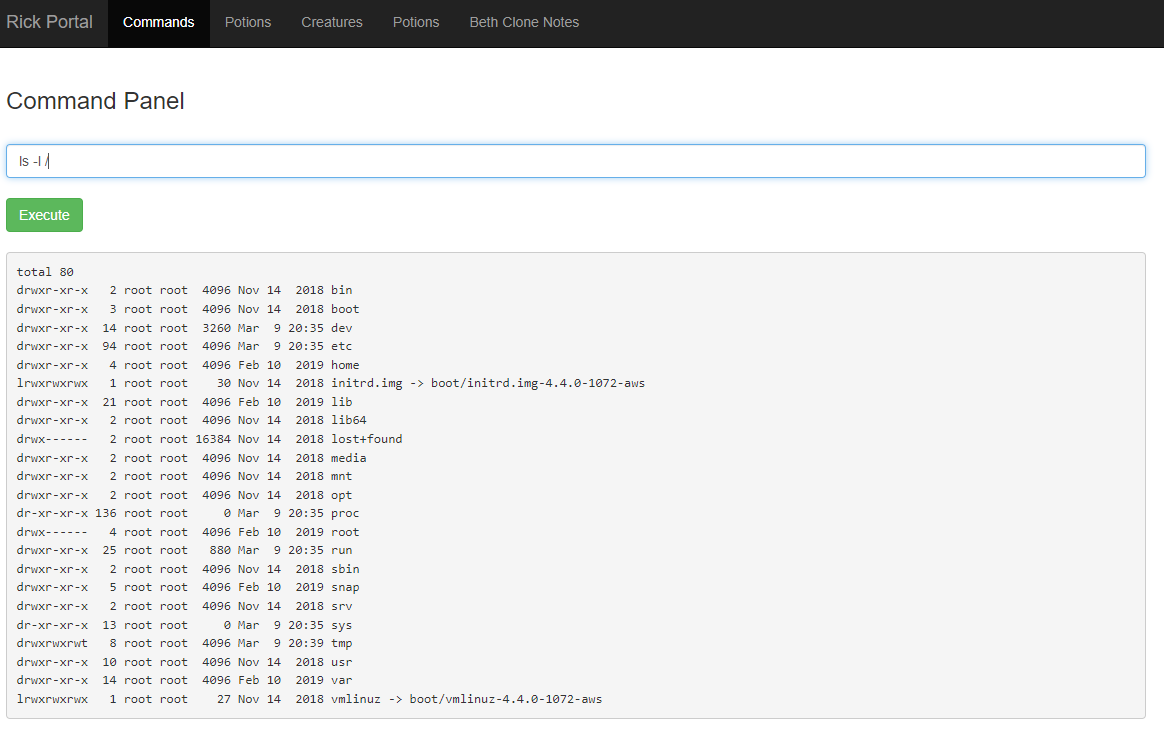 Rick Portal Commands Potions Creatures Potions Beth Clone Notes
Command Panel
ls -l /
Execute
total 80
drwxr-xr-x   2 root root  4096 Nov 14  2018 bin
drwxr-xr-x   3 root root  4096 Nov 14  2018 boot
drwxr-xr-x  14 root root  3260 Mar  9 20:35 dev
drwxr-xr-x  94 root root  4096 Mar  9 20:35 etc
drwxr-xr-x   4 root root  4096 Feb 10  2019 home
lrwxrwxrwx   1 root root    30 Nov 14  2018 initrd.img -> boot/initrd.img-4.4.0-1072-aws
drwxr-xr-x  21 root root  4096 Feb 10  2019 lib
drwxr-xr-x   2 root root  4096 Nov 14  2018 lib64
drwx------   2 root root 16384 Nov 14  2018 lost+found
drwxr-xr-x   2 root root  4096 Nov 14  2018 media
drwxr-xr-x   2 root root  4096 Nov 14  2018 mnt
drwxr-xr-x   2 root root  4096 Nov 14  2018 opt
dr-xr-xr-x 136 root root     0 Mar  9 20:35 proc
drwx------   4 root root  4096 Feb 10  2019 root
drwxr-xr-x  25 root root   880 Mar  9 20:35 run
drwxr-xr-x   2 root root  4096 Nov 14  2018 sbin
drwxr-xr-x   5 root root  4096 Feb 10  2019 snap
drwxr-xr-x   2 root root  4096 Nov 14  2018 srv
dr-xr-xr-x  13 root root     0 Mar  9 20:35 sys
drwxrwxrwt   8 root root  4096 Mar  9 20:39 tmp
drwxr-xr-x  10 root root  4096 Nov 14  2018 usr
drwxr-xr-x  14 root root  4096 Feb 10  2019 var
lrwxrwxrwx   1 root root    27 Nov 14  2018 vmlinuz -> boot/vmlinuz-4.4.0-1072-aws